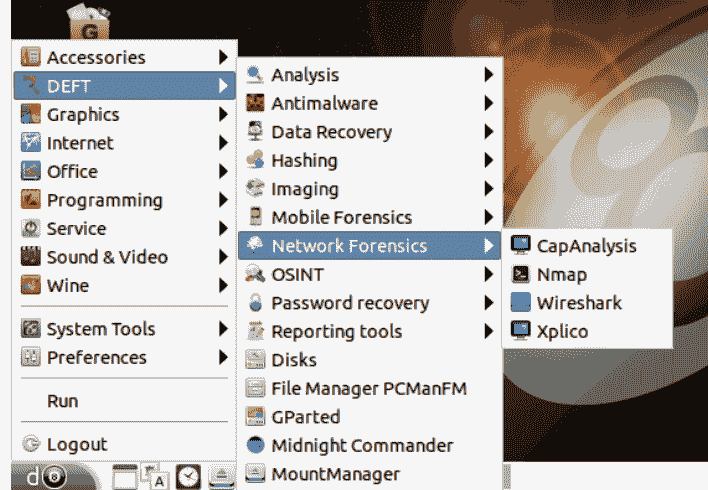 G
Accessories
DEFT
Graphics
Internet
Office
Programming
Service
Sound & Video
Wine
System Tools
Preferences
Run
Logout
Analysis
Antimalware
Data Recovery
Hashing
Imaging
Mobile Forensics
Network Forensics
OSINT
Password recovery
Reporting tools
Disks
File Manager PCManFM
GParted
Midnight Commander
MountManager
CapAnalysis
Nmap
Wireshark
Xplico
d8
A